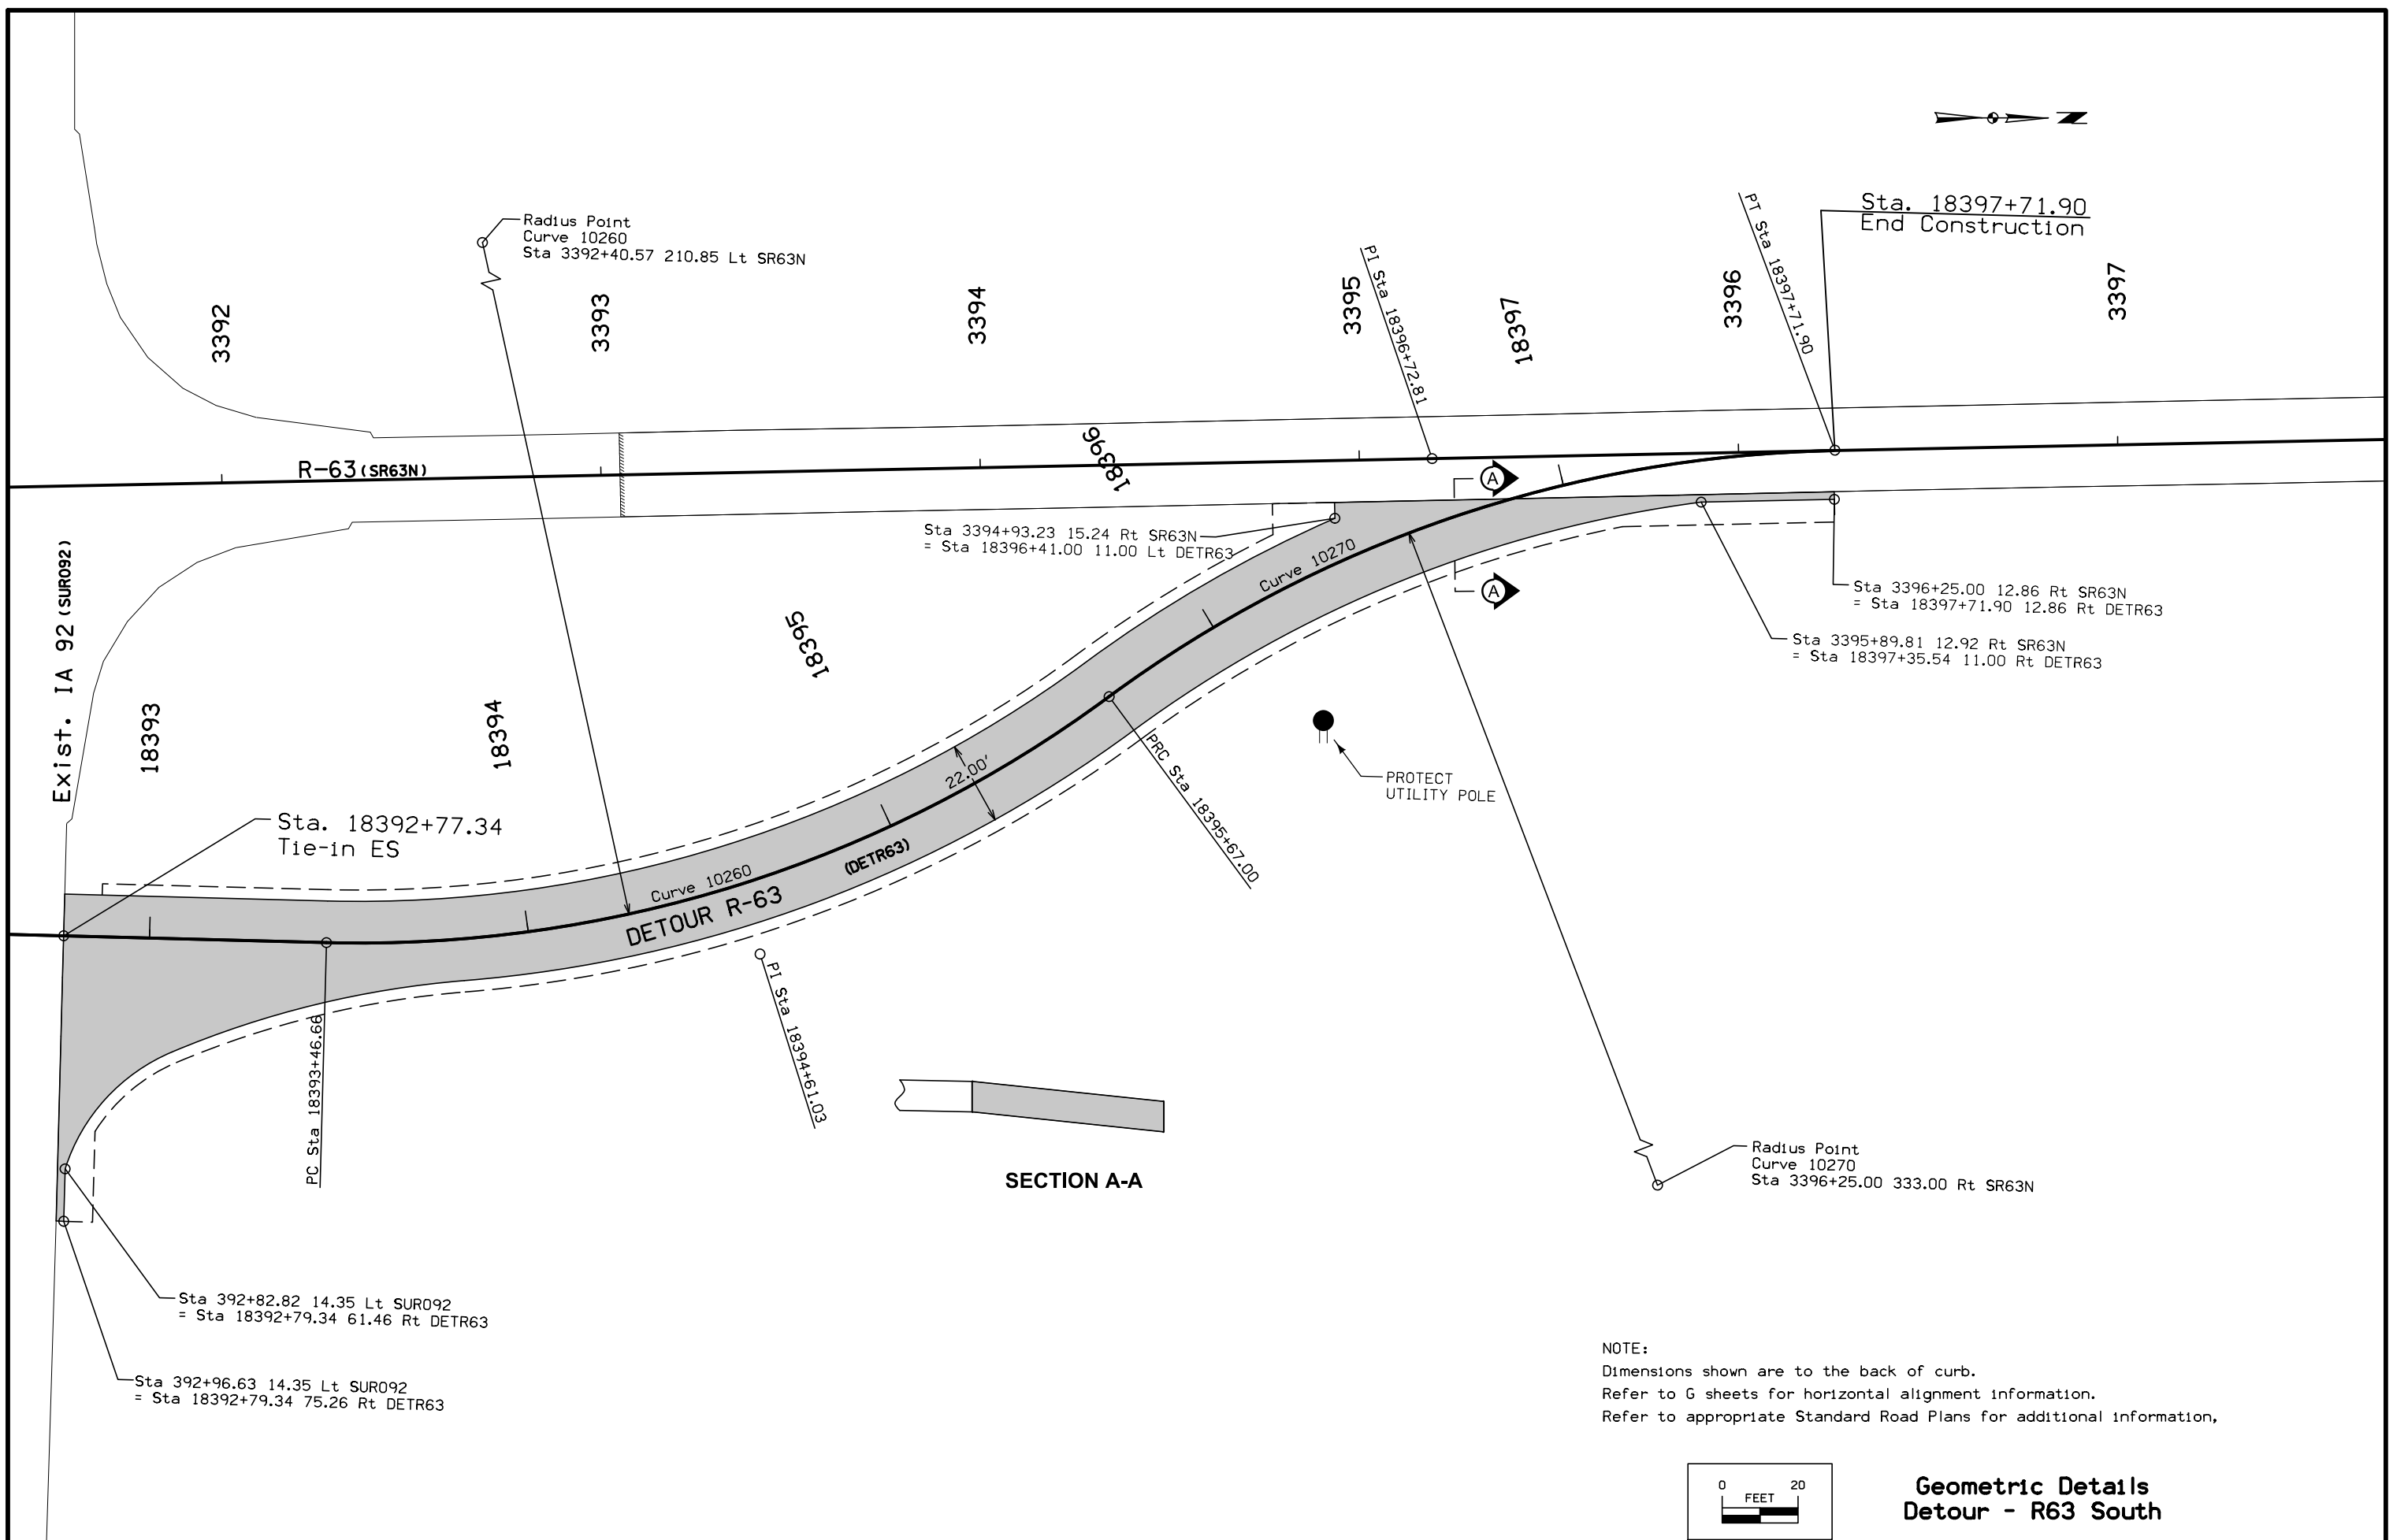 N
Radius Point
Curve 10260
Sta 3392+40.57 210.85 Lt SR63N
Sta. 18397+71.90
End Construction
PI Sta 18396+72.81
PT Sta 18397+71.90
3392
3393
3394
3395
18397
3396
3397
R-63 (SR63N)
18396
Sta 3394+93.23 15.24 Rt SR63N
= Sta 18396+41.00 11.00 Lt DETR63
A
A
Curve 10270
Sta 3396+25.00 12.86 Rt SR63N
= Sta 18397+71.90 12.86 Rt DETR63
Sta 3395+89.81 12.92 Rt SR63N
= Sta 18397+35.54 11.00 Rt DETR63
Exist. IA 92 (SUR092)
18393
18394
18395
PROTECT
UTILITY POLE
22.00'
PRC Sta 18395+67.00
Sta. 18392+77.34
Tie-in ES
Curve 10260
DETOUR R-63 (DETR63)
PC Sta 18393+46.66
PI Sta 18394+61.03
SECTION A-A
Radius Point
Curve 10270
Sta 3396+25.00 333.00 Rt SR63N
Sta 392+82.82 14.35 Lt SUR092
= Sta 18392+79.34 61.46 Rt DETR63
Sta 392+96.63 14.35 Lt SUR092
= Sta 18392+79.34 75.26 Rt DETR63
NOTE:
Dimensions shown are to the back of curb.
Refer to G sheets for horizontal alignment information.
Refer to appropriate Standard Road Plans for additional information,
0 20
FEET
Geometric Details
Detour - R63 South